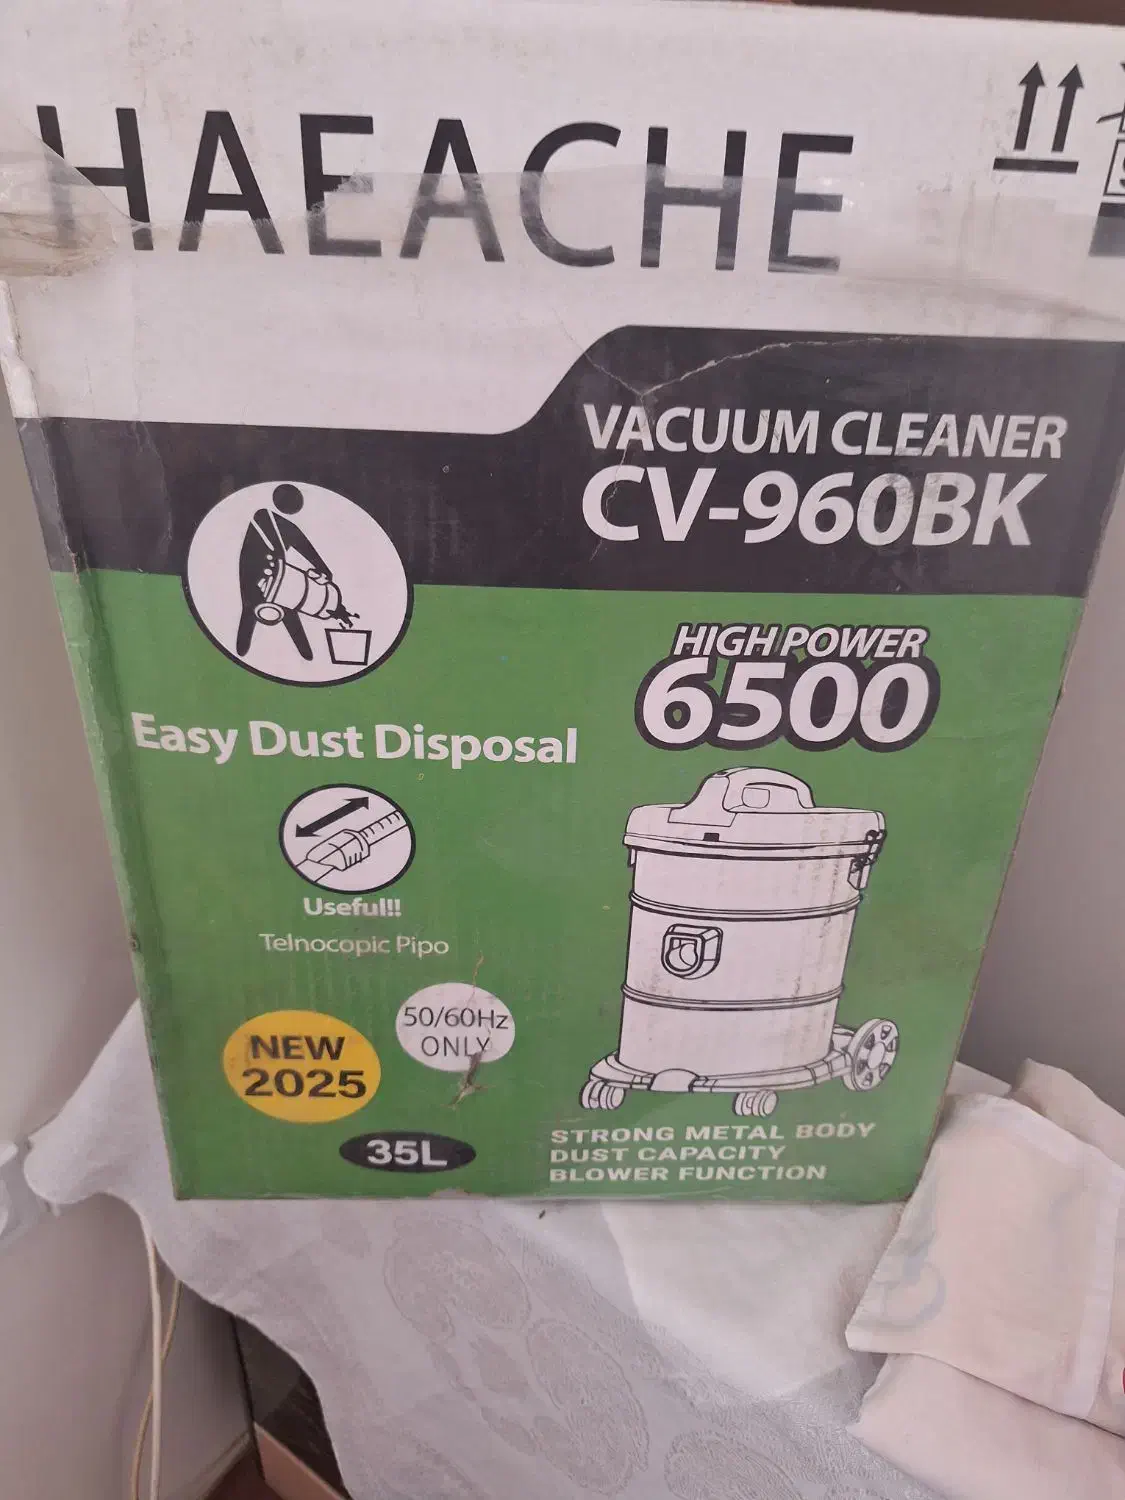 HAEACHE
VACUUM CLEANER
CV-960BK
HIGH POWER
6500
Easy Dust Disposal
Useful!!
Telnocopic Pipo
50/60Hz
ONLY
NEW
2025
35L
STRONG METAL BODY
DUST CAPACITY
BLOWER FUNCTION